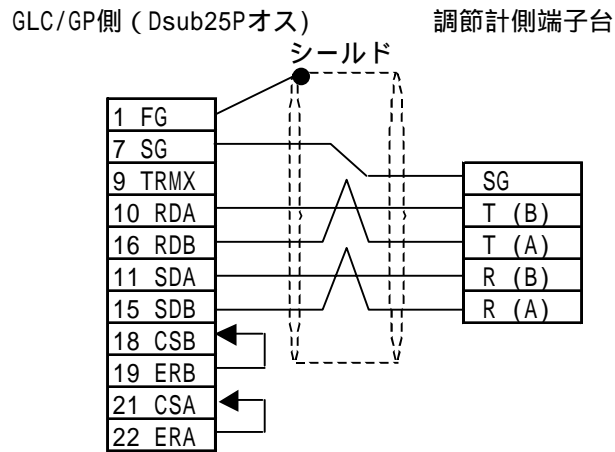 GLC/GP側（Dsub25Pオス） 調節計側端子台
シールド
1 FG
7 SG
9 TRMX SG
10 RDA T (B)
16 RDB T (A)
11 SDA R (B)
15 SDB R (A)
18 CSB
19 ERB
21 CSA
22 ERA